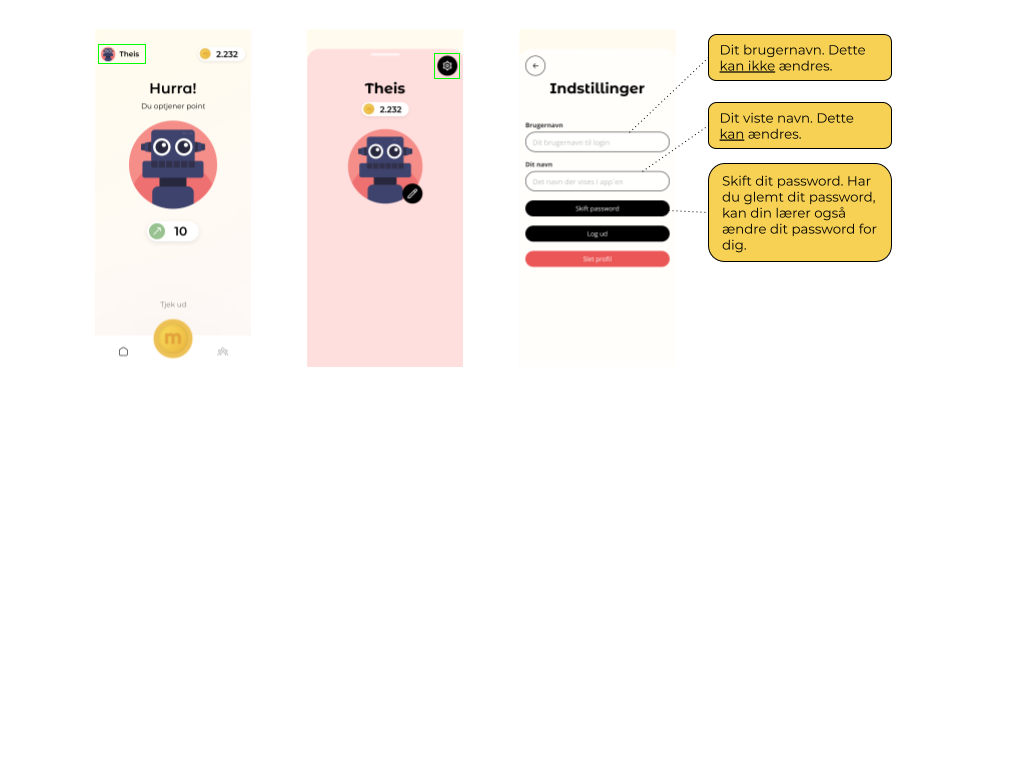 Theis
2.232
Hurra!
Du optjener point
10
Tjek ud
m
Theis
2.232
Indstillinger
Brugernavn
Dit brugernavn til login
Dit navn
Det navn der vises i app'en
Skift password
Log ud
Slet profil
Dit brugernavn. Dette
kan ikke ændres.
Dit viste navn. Dette
kan ændres.
Skift dit password. Har
du glemt dit password,
kan din lærer også
ændre dit password for
dig.